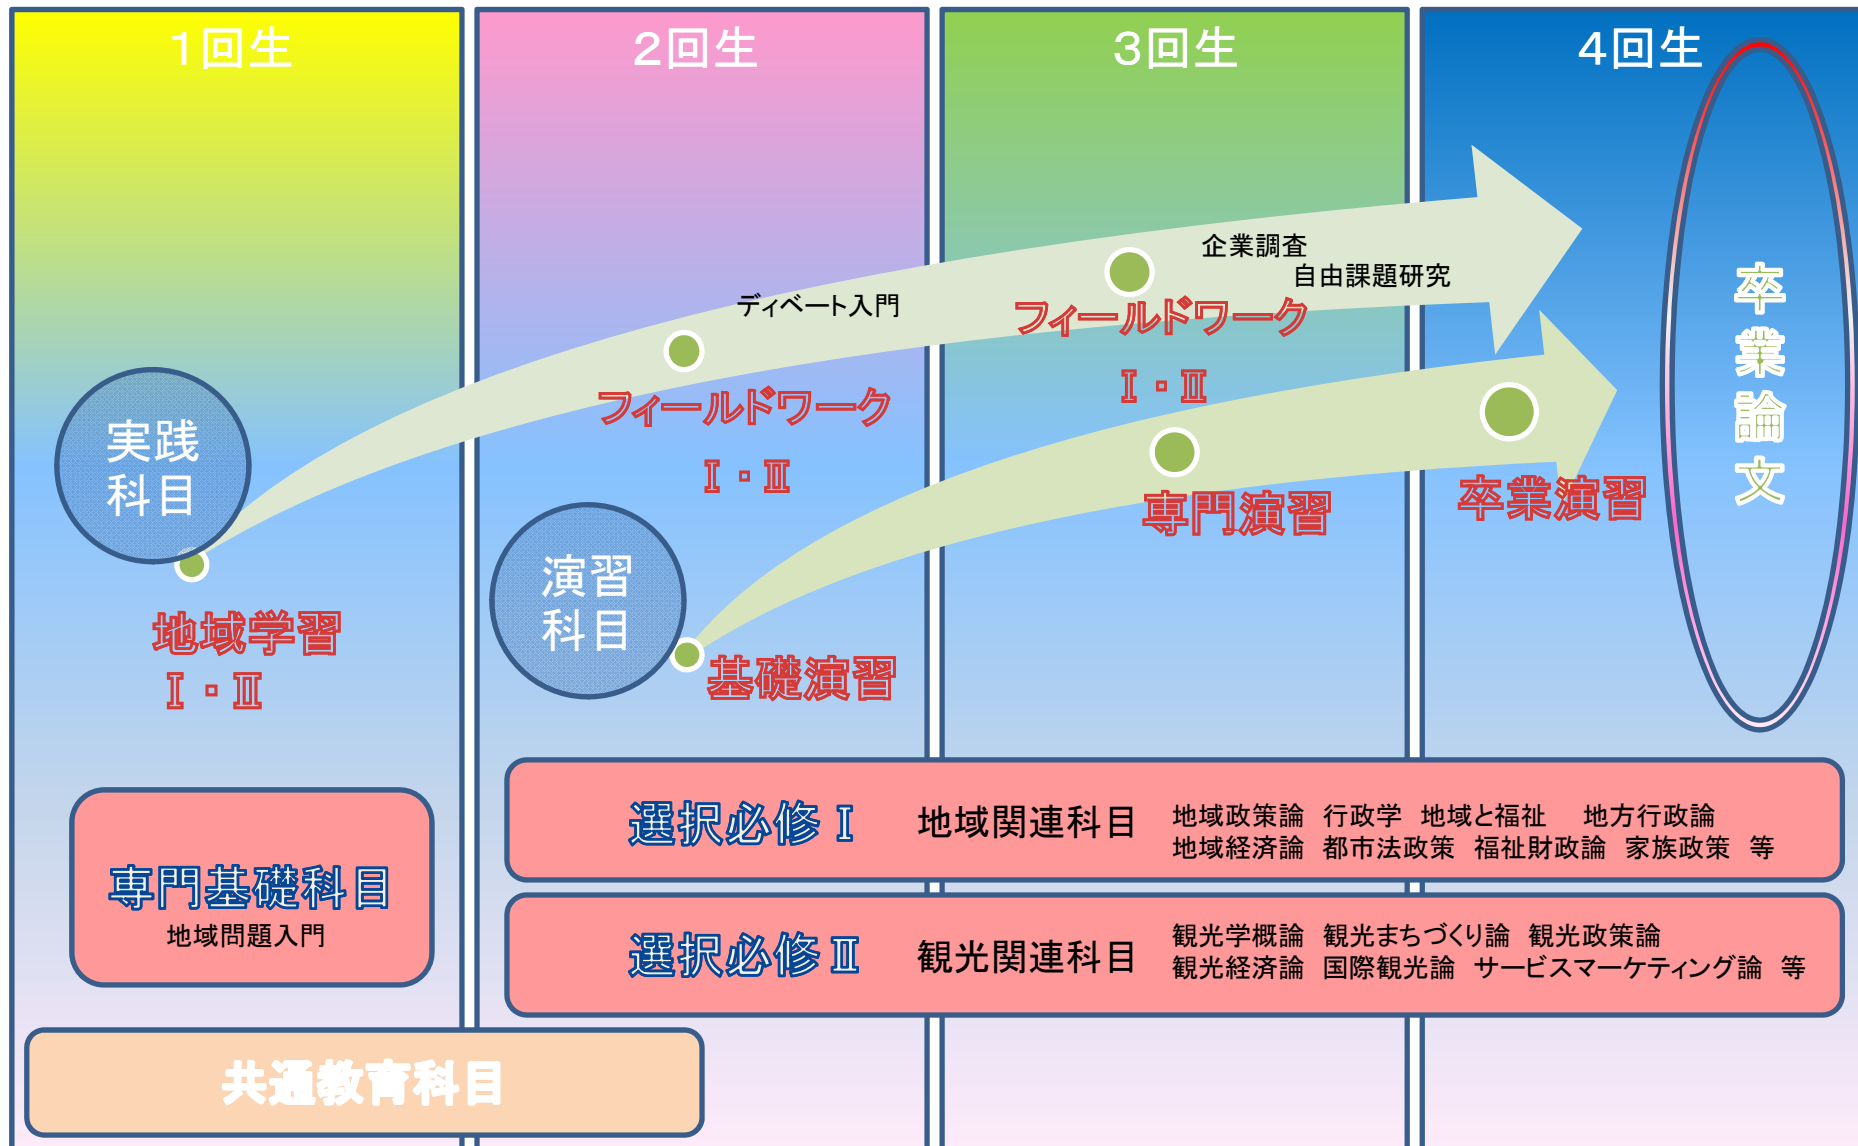 1回生
2回生
3回生
4回生
企業調査
自由課題研究
ディベート入門
フィールドワーク
Ⅰ・Ⅱ
フィールドワーク
Ⅰ・Ⅱ
実践
科目
専門演習
卒業演習
卒業論文
演習
科目
地域学習
Ⅰ・Ⅱ
基礎演習
選択必修Ⅰ 地域関連科目
地域政策論 行政学 地域と福祉 地方行政論
地域経済論 都市法政策 福祉財政論 家族政策 等
専門基礎科目
地域問題入門
選択必修Ⅱ 観光関連科目
観光学概論 観光まちづくり論 観光政策論
観光経済論 国際観光論 サービスマーケティング論 等
共通教育科目